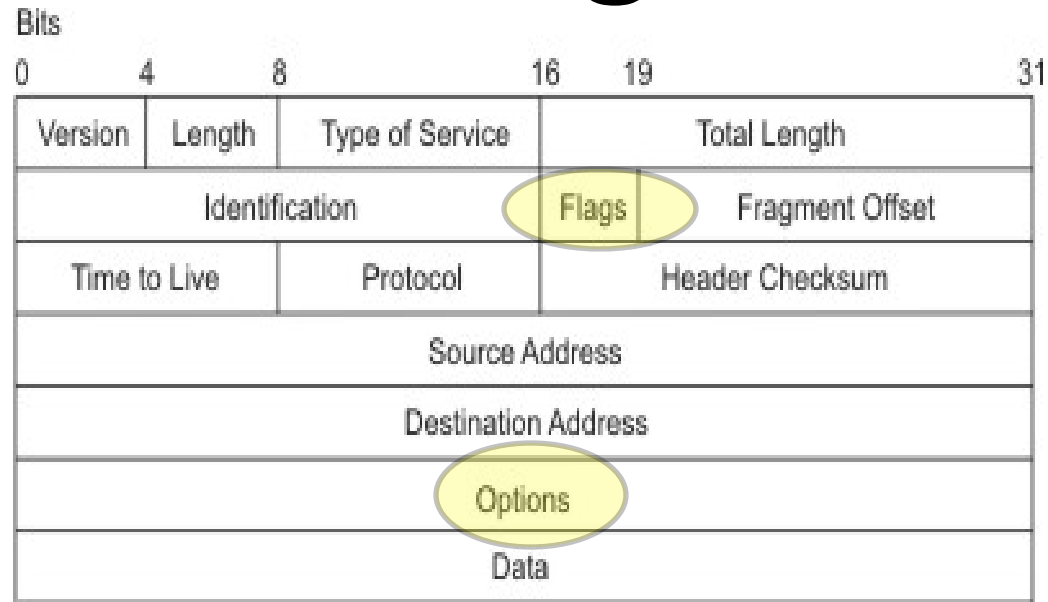 Bits
0 4 8 16 19 31
Version Length Type of Service Total Length
Identification Flags Fragment Offset
Time to Live Protocol Header Checksum
Source Address
Destination Address
Options
Data